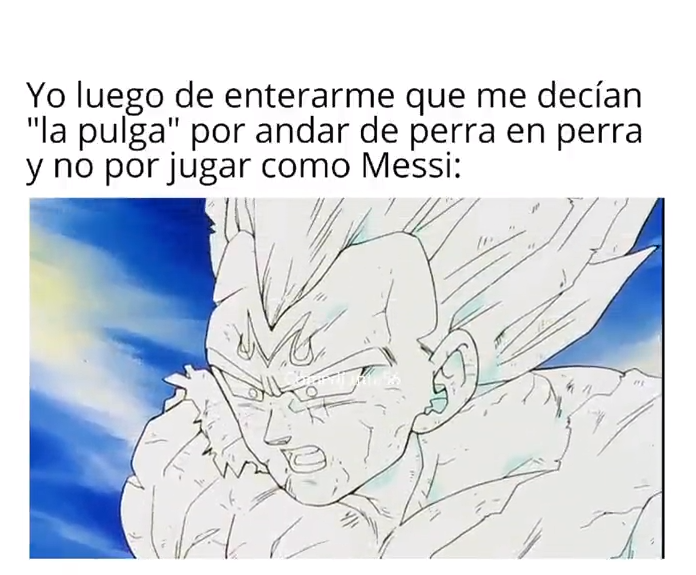 Yo luego de enterarme que me decían
"la pulga" por andar de perra en perra
y no por jugar como Messi: